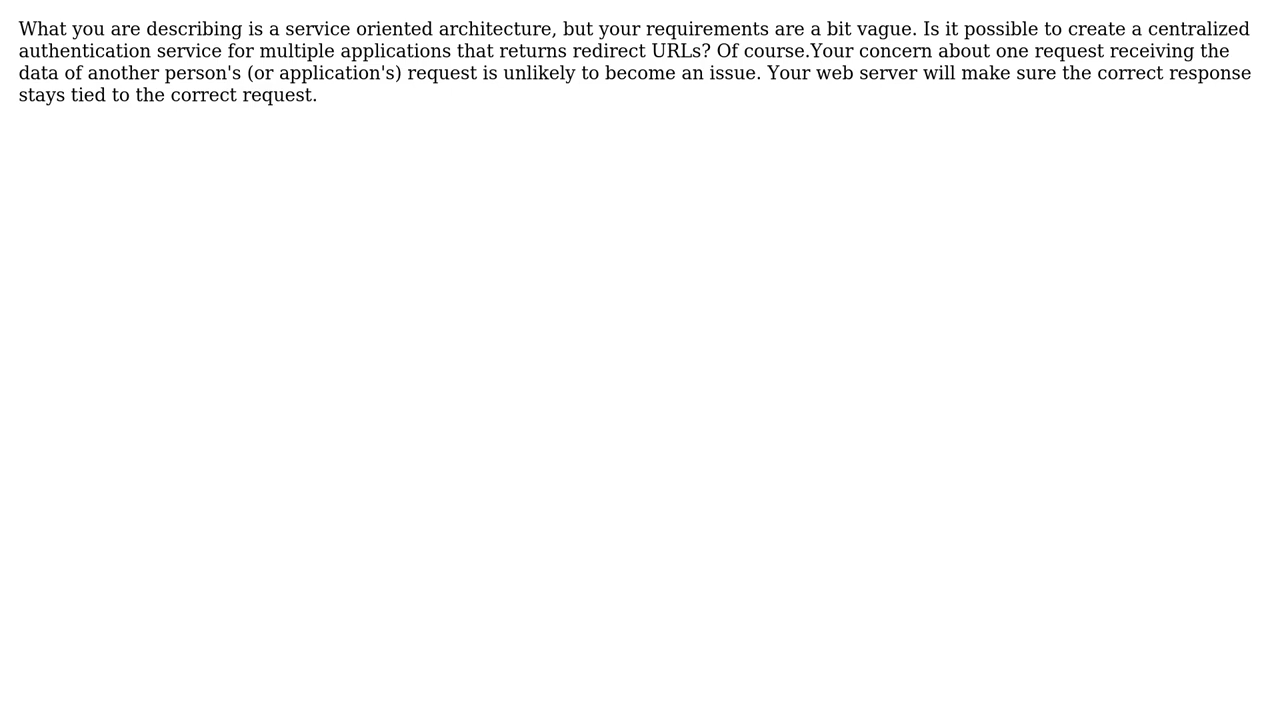 What you are describing is a service oriented architecture, but your requirements are a bit vague. Is it possible to create a centralized
authentication service for multiple applications that returns redirect URLs? Of course.Your concern about one request receiving the
data of another person's (or application's) request is unlikely to become an issue. Your web server will make sure the correct response
stays tied to the correct request.